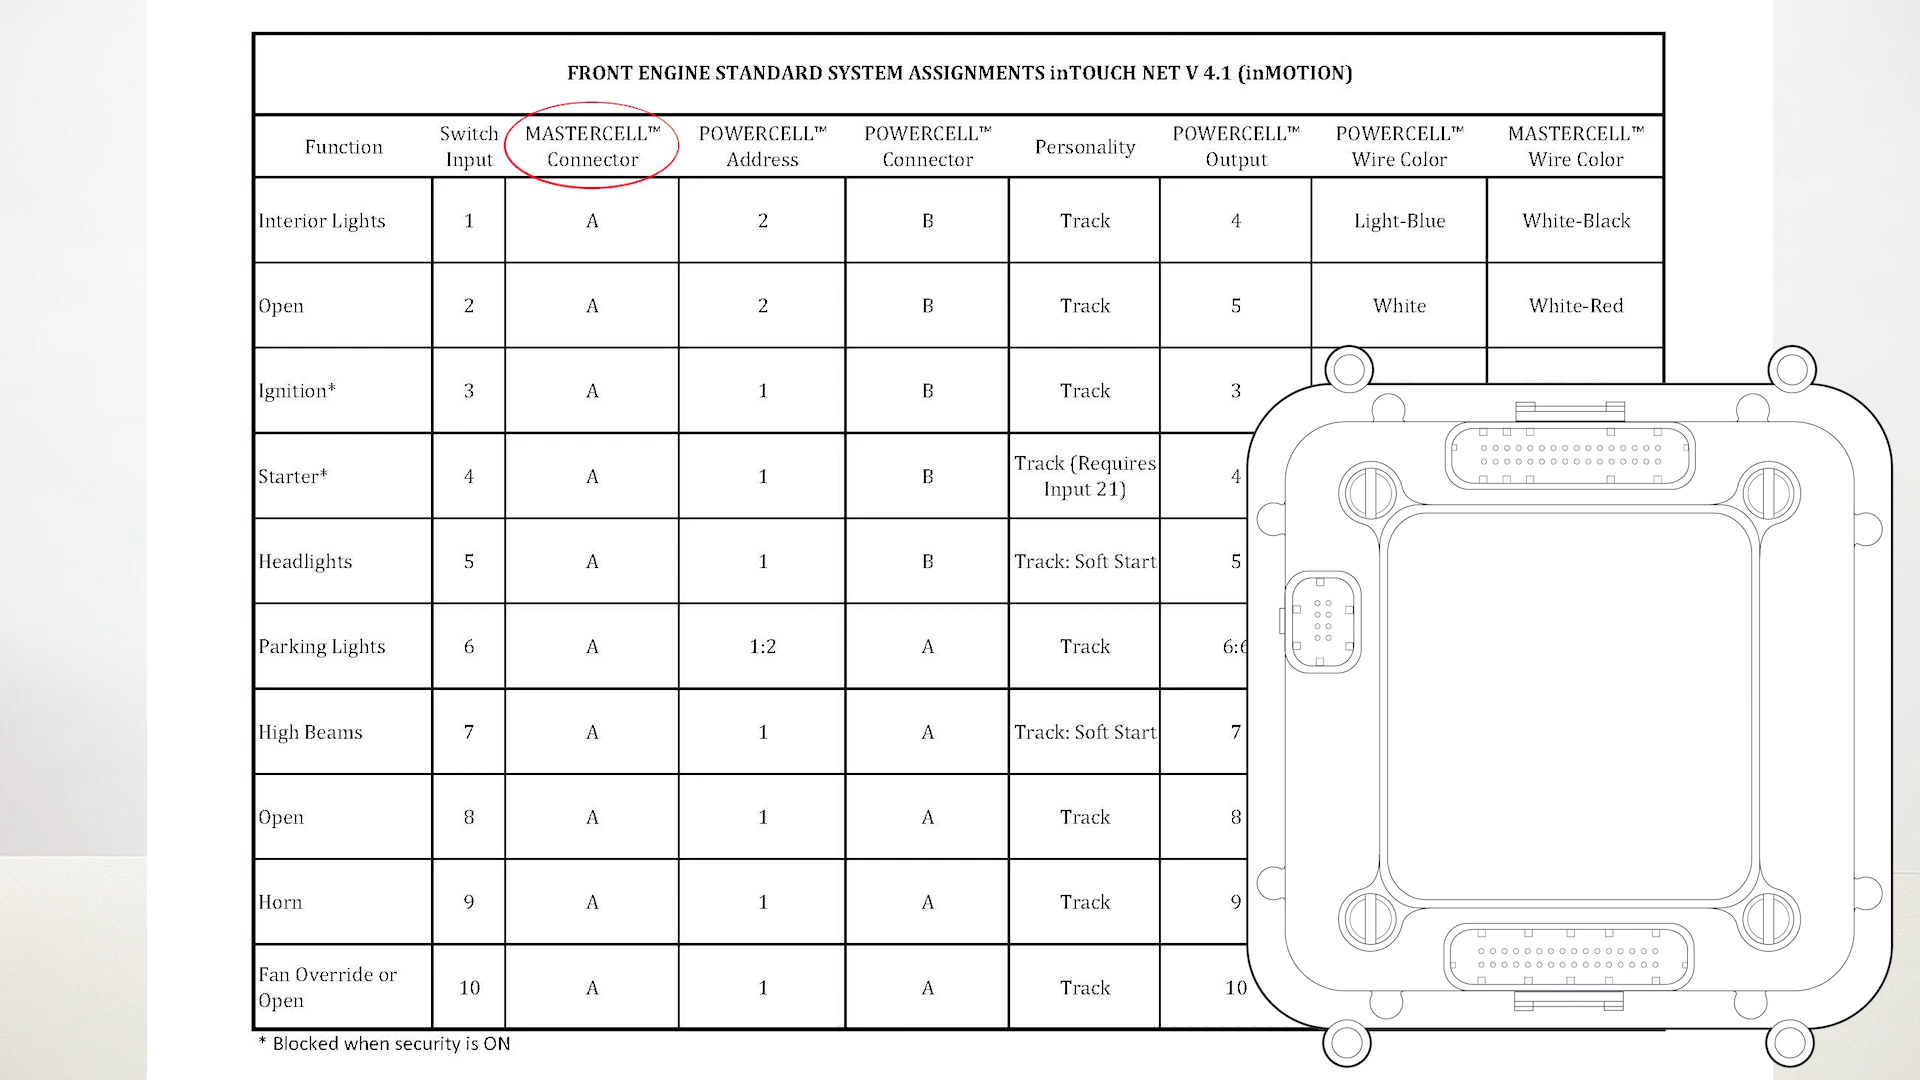 FRONT ENGINE STANDARD SYSTEM ASSIGNMENTS inTOUCH NET V 4.1 (inMOTION)
Function Switch Input MASTERCELL™ Connector POWERCELL™ Address POWERCELL™ Connector Personality POWERCELL™ Output POWERCELL™ Wire Color MASTERCELL™ Wire Color
Interior Lights 1 A 2 B Track 4 Light-Blue White-Black
Open 2 A 2 B Track 5 White White-Red
Ignition* 3 A 1 B Track 3
Starter* 4 A 1 B Track (Requires Input 21) 4
Headlights 5 A 1 B Track: Soft Start 5
Parking Lights 6 A 1:2 A Track 6:6
High Beams 7 A 1 A Track: Soft Start 7
Open 8 A 1 A Track 8
Horn 9 A 1 A Track 9
Fan Override or Open 10 A 1 A Track 10
* Blocked when security is ON